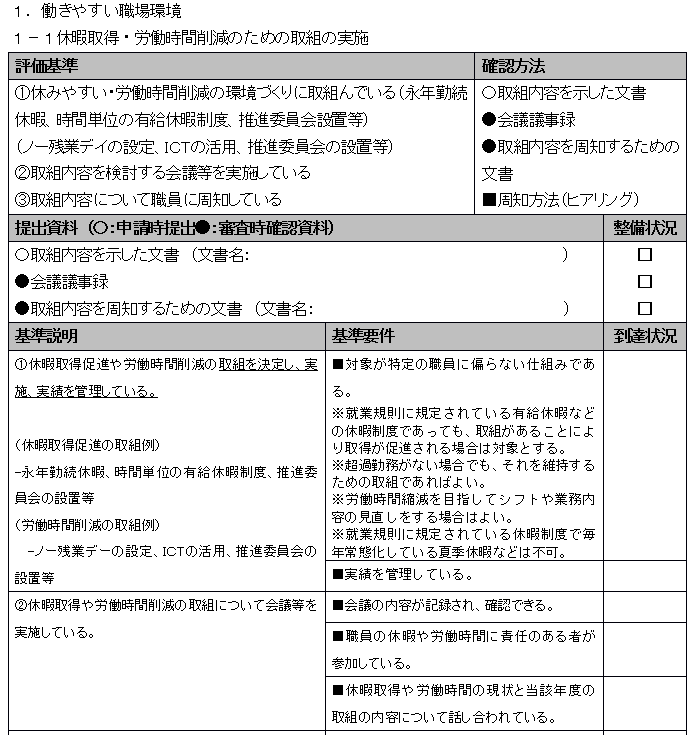 １．働きやすい職場環境
１－１休暇取得・労働時間削減のための取組の実施
評価基準
確認方法
①休みやすい・労働時間削減の環境づくりに取組んでいる（永年勤続
休暇、時間単位の有給休暇制度、推進委員会設置等）
（ノー残業デイの設定、ICTの活用、推進委員会の設置等）
②取組内容を検討する会議等を実施している
③取組内容について職員に周知している
○取組内容を示した文書
●会議議事録
●取組内容を周知するための
文書
■周知方法（ヒアリング）
提出資料（○：申請時提出●：審査時確認資料）
整備状況
○取組内容を示した文書（文書名：　　　）
□
●会議議事録
□
●取組内容を周知するための文書（文書名：　　　）
□
基準説明
基準要件
到達状況
①休暇取得促進や労働時間削減の取組を決定し、実
施、実績を管理している。
（休暇取得促進の取組例）
－永年勤続休暇、時間単位の有給休暇制度、推進委
員会の設置等
（労働時間削減の取組例）
－ノー残業デーの設定、ICTの活用、推進委員会の
設置等
■対象が特定の職員に偏らない仕組みであ
る。
※就業規則に規定されている有給休暇など
の休暇制度であっても、取組があることによ
り取得が促進される場合は対象とする。
※超過勤務がない場合でも、それを維持する
ための取組であればよい。
※労働時間縮減を目指してシフトや業務内
容の見直しをする場合はよい。
※就業規則に規定されている休暇制度で毎
年常態化している夏季休暇などは不可。
■実績を管理している。
②休暇取得や労働時間削減の取組について会議等を
実施している。
■会議の内容が記録され、確認できる。
■職員の休暇や労働時間に責任のある者が
参加している。
■休暇取得や労働時間の現状と当該年度の
取組の内容について話し合われている。